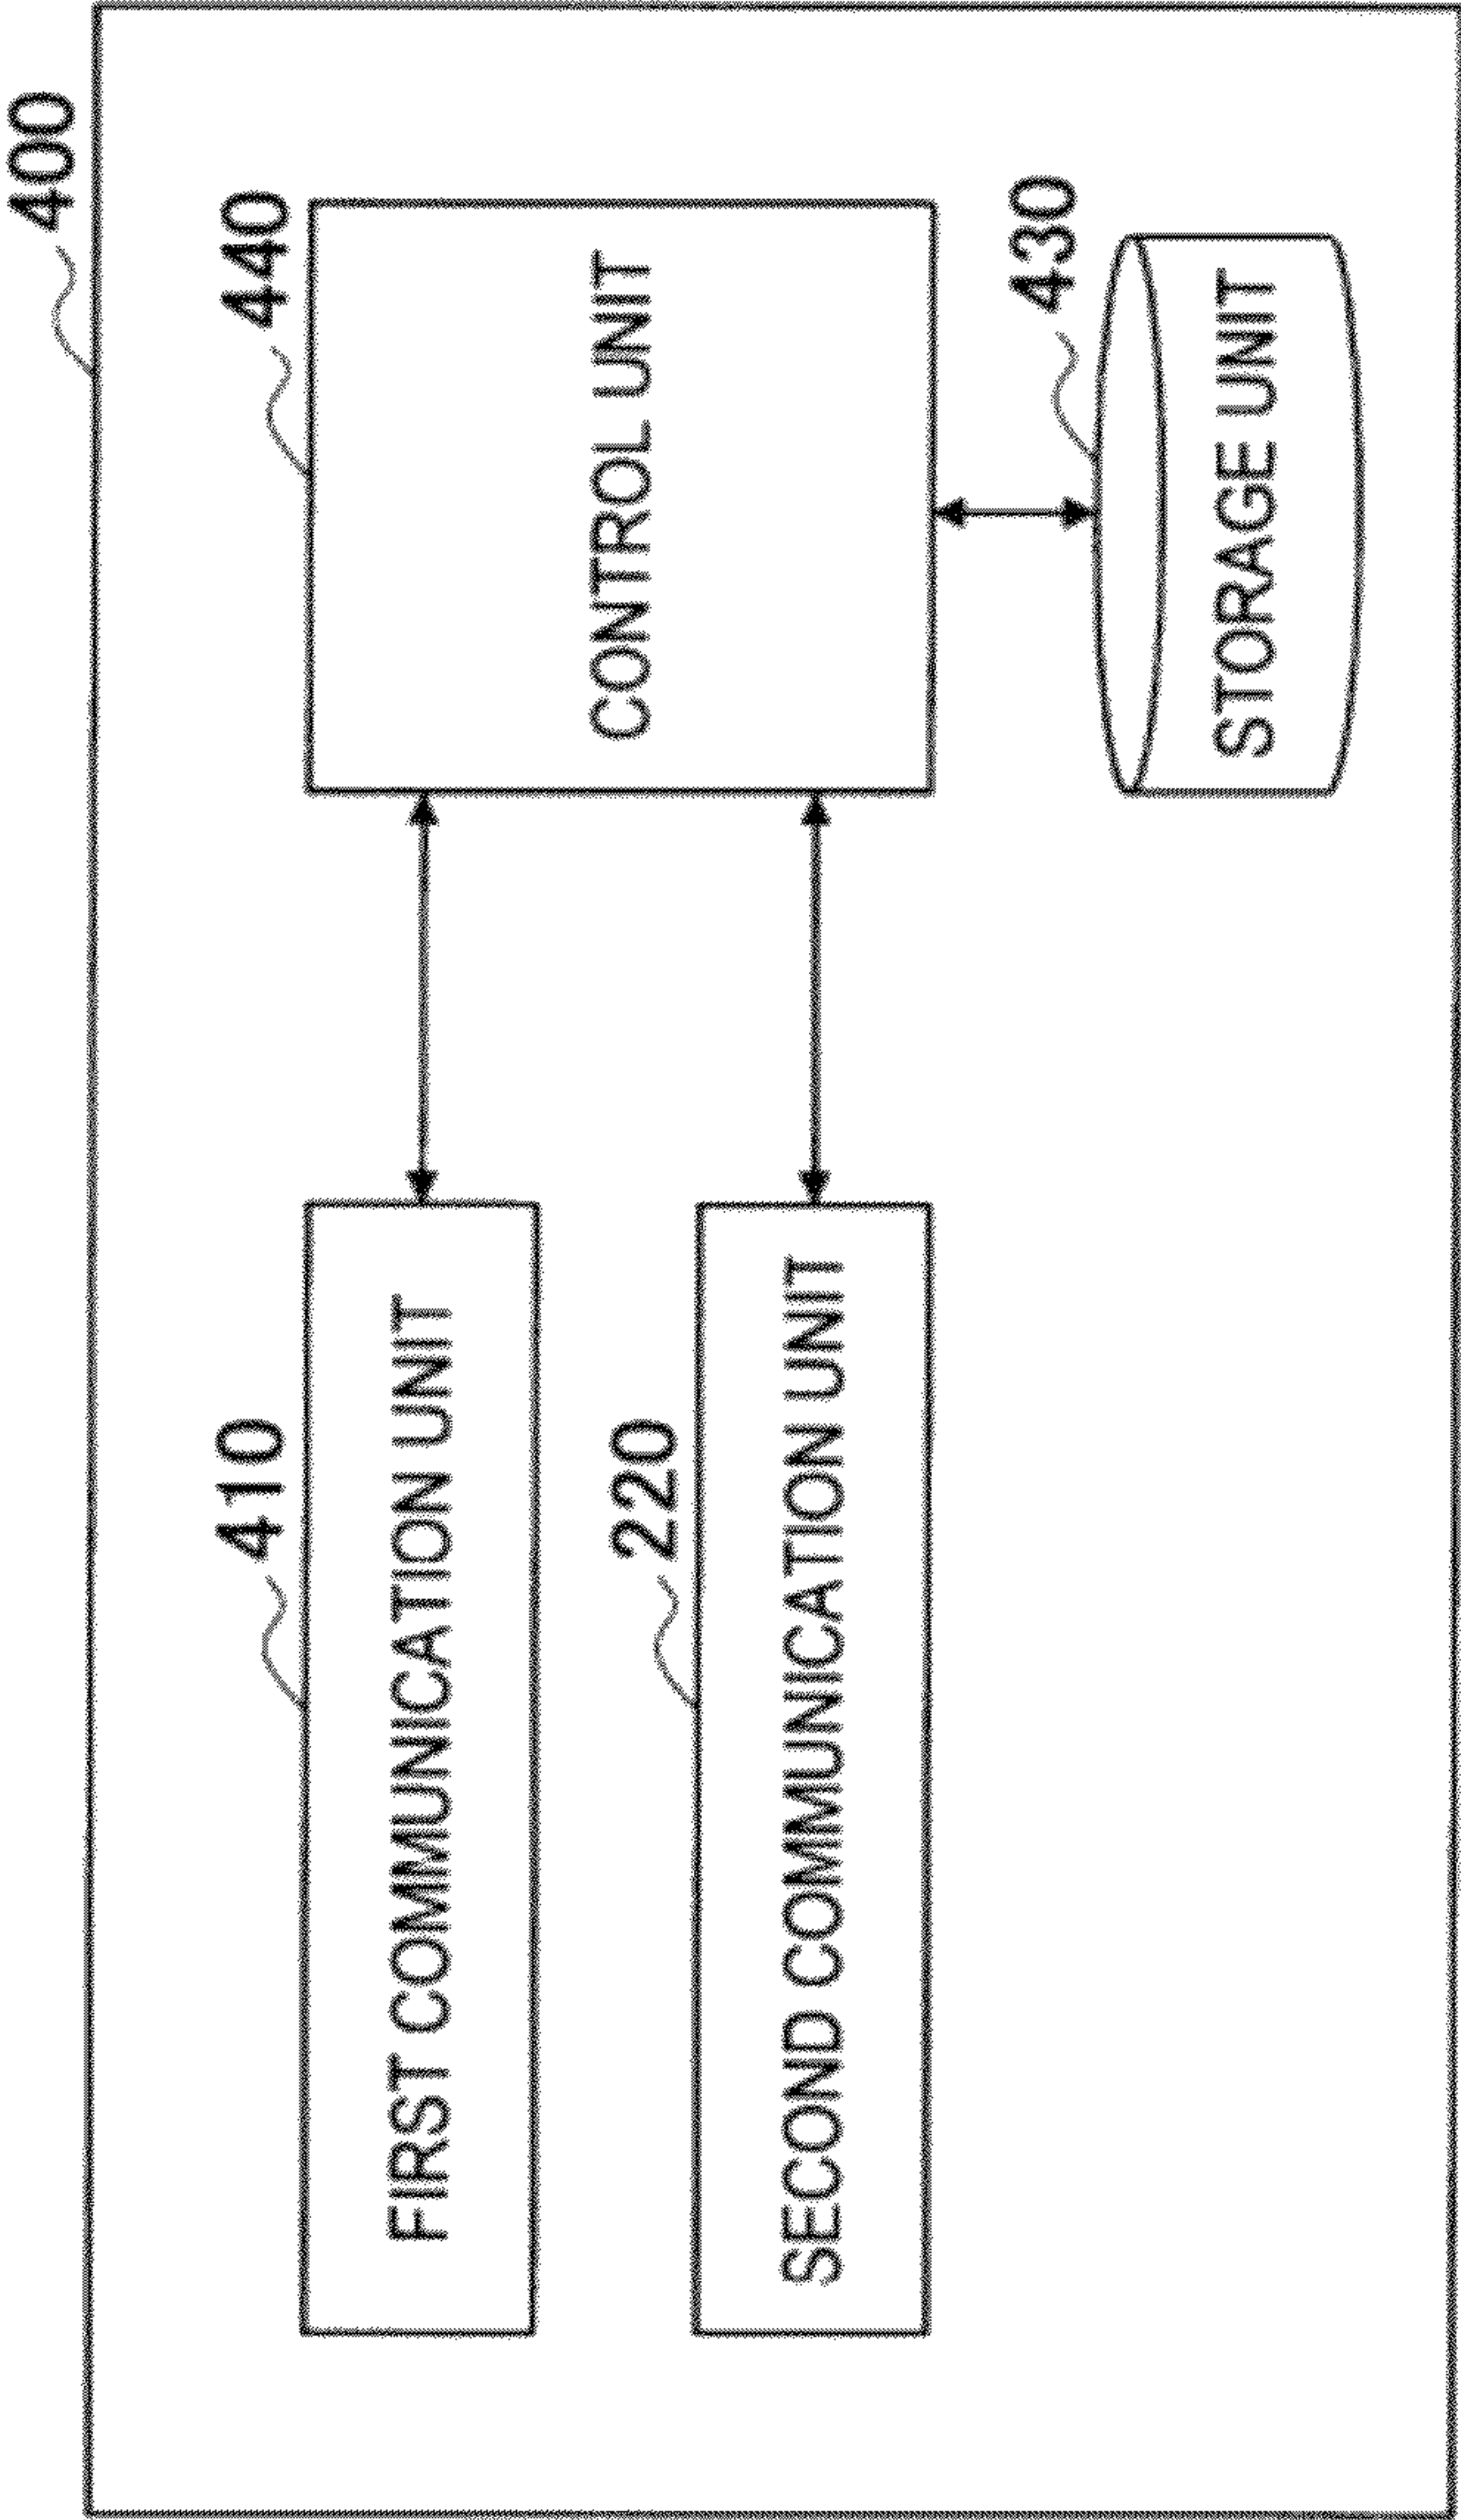 400
410
FIRST COMMUNICATION UNIT
440
CONTROL UNIT
220
SECOND COMMUNICATION UNIT
430
STORAGE UNIT